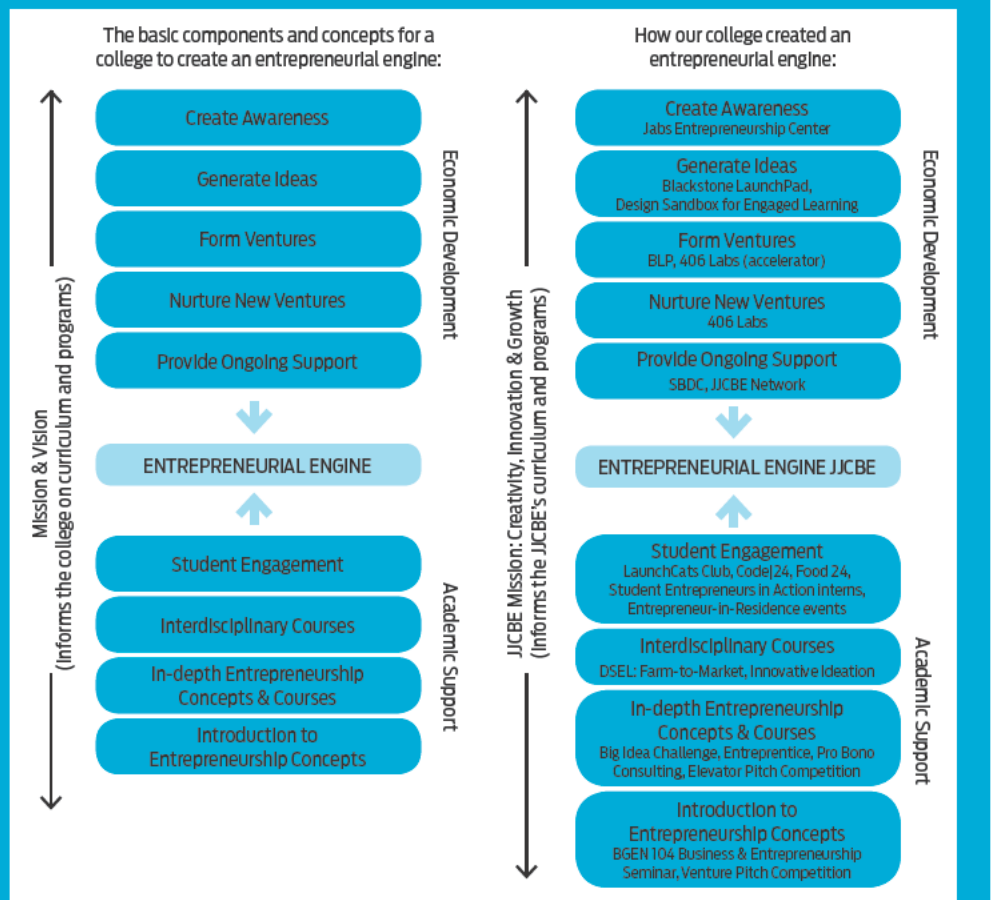 The basic components and concepts for a
college to create an entrepreneurial engine:
Create Awareness
Generate Ideas
Form Ventures
Nurture New Ventures
Provide Ongoing Support
Economic Development
ENTREPRENEURIAL ENGINE
Student Engagement
Interdisciplinary Courses
In-depth Entrepreneurship
Concepts & Courses
Introduction to
Entrepreneurship Concepts
Academic Support
Mission & Vision
(Informs the college on curriculum and programs)
How our college created an
entrepreneurial engine:
Create Awareness
Jabs Entrepreneurship Center
Generate Ideas
Blackstone LaunchPad,
Design Sandbox for Engaged Learning
Form Ventures
BLP, 406 Labs (accelerator)
Nurture New Ventures
406 Labs
Provide Ongoing Support
SBDC, JJCBE Network
Economic Development
ENTREPRENEURIAL ENGINE JJCBE
Student Engagement
LaunchCats Club, Code|24, Food 24,
Student Entrepreneurs in Action interns,
Entrepreneur-in-Residence events
Interdisciplinary Courses
DSEL: Farm-to-Market, Innovative Ideation
In-depth Entrepreneurship
Concepts & Courses
Big Idea Challenge, Entreprentice, Pro Bono
Consulting, Elevator Pitch Competition
Introduction to
Entrepreneurship Concepts
BGEN 104 Business & Entrepreneurship
Seminar, Venture Pitch Competition
Academic Support
JJCBE Mission: Creativity, Innovation & Growth
(Informs the JJCBE's curriculum and programs)